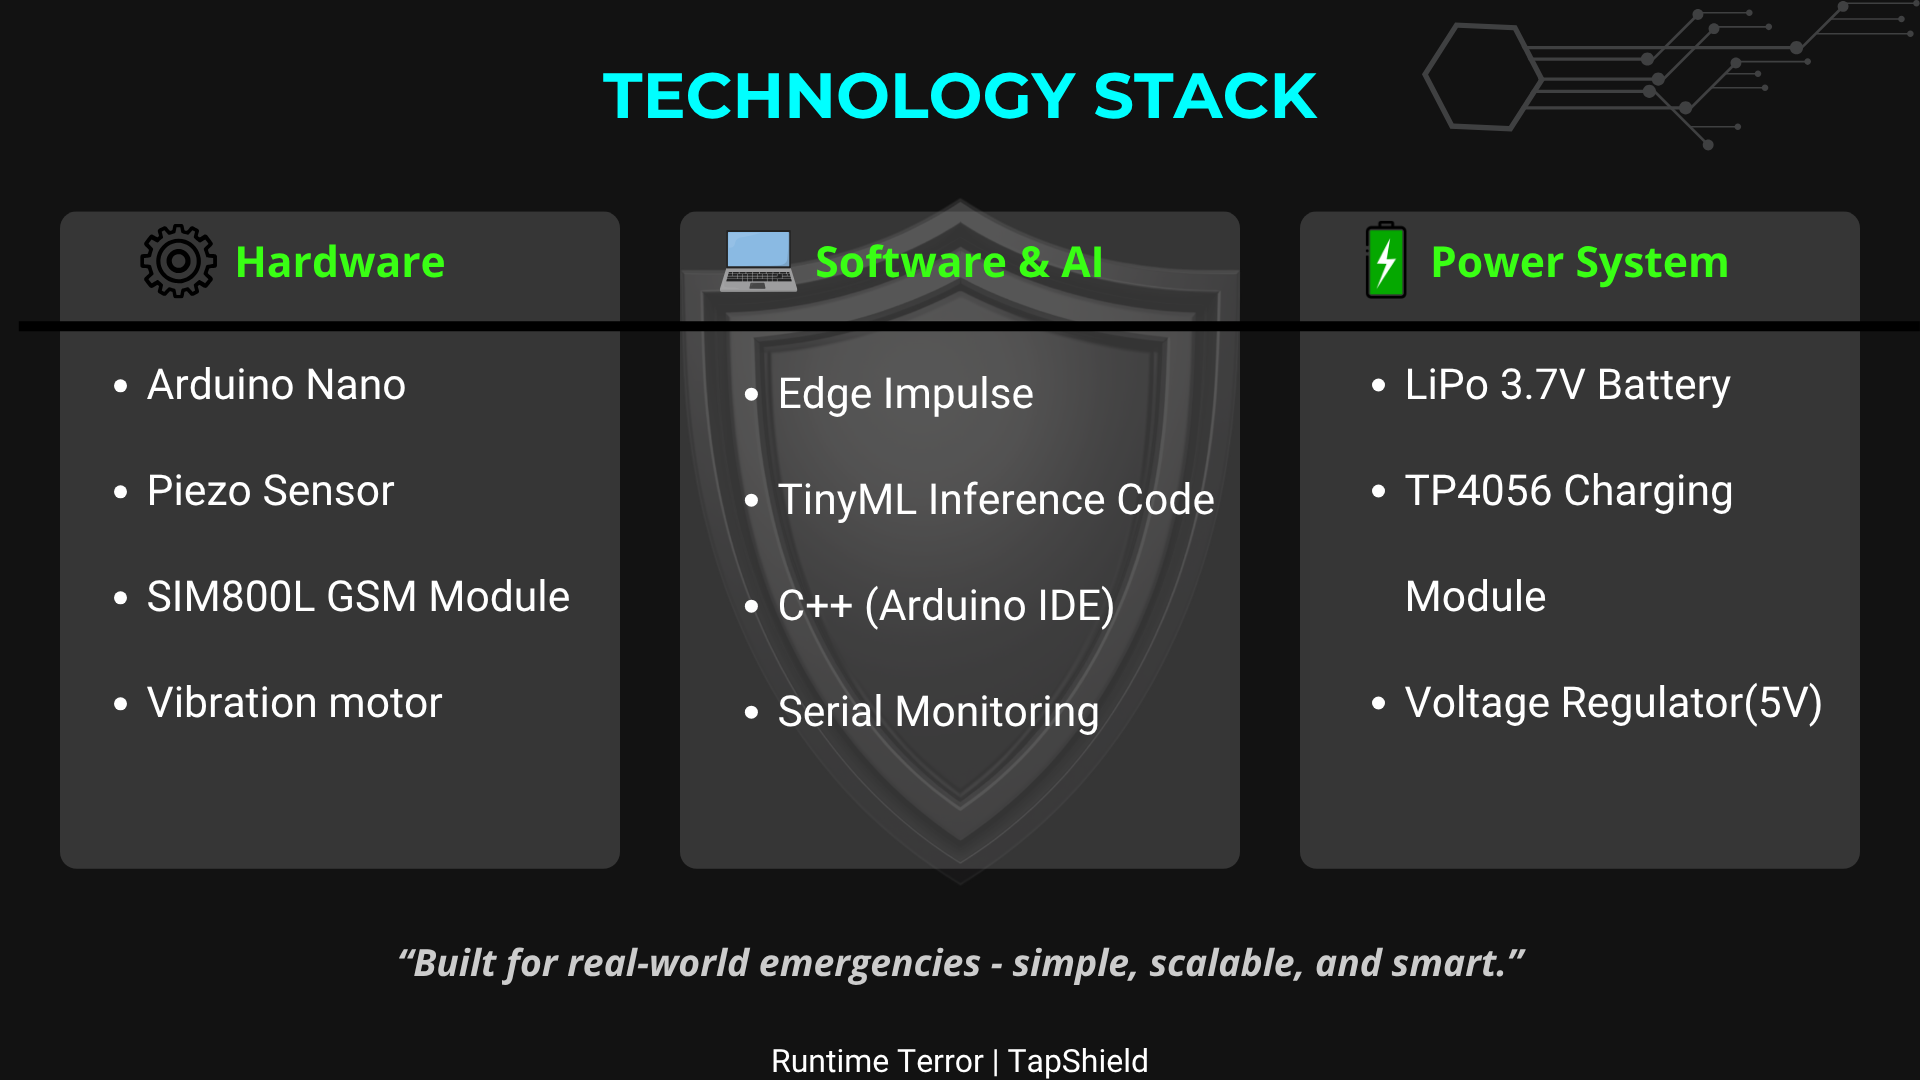 TECHNOLOGY STACK
Hardware
• Arduino Nano
• Piezo Sensor
• SIM800L GSM Module
• Vibration motor
Software & AI
• Edge Impulse
• TinyML Inference Code
• C++ (Arduino IDE)
• Serial Monitoring
Power System
• LiPo 3.7V Battery
• TP4056 Charging
Module
• Voltage Regulator(5V)
“Built for real-world emergencies - simple, scalable, and smart.”
Runtime Terror | TapShield